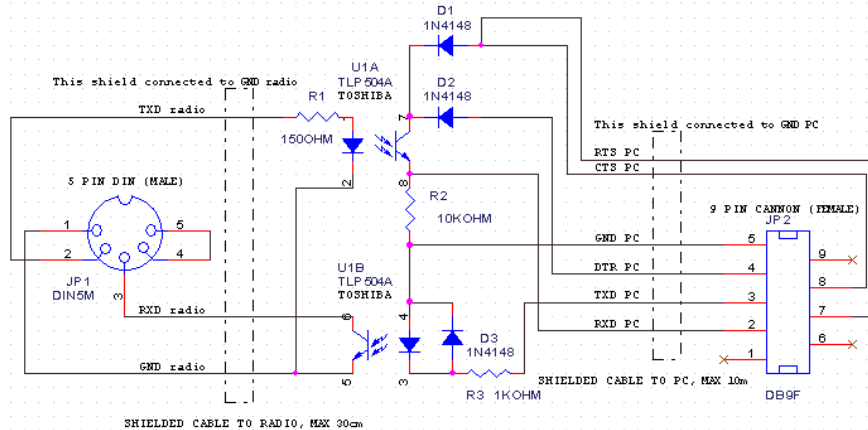 D1
1N4148
U1A
TLP504A
TOSHIBA
D2
1N4148
This shield connected to GND radio
R1
TXD radio
150OHM
1
2
7
8
This shield connected to GND PC
RTS PC
CTS PC
5 PIN DIN (MALE)
1
2
5
4
3
JP1
DIN5M
R2
10KOHM
9 PIN CANNON (FEMALE)
JP2
GND PC
DTR PC
TXD PC
RXD PC
5
4
3
2
1
9
8
7
6
U1B
TLP504A
TOSHIBA
RXD radio
6
5
4
3
D3
1N4148
GND radio
R3 1KOHM
SHIELDED CABLE TO PC, MAX 10m
DB9F
SHIELDED CABLE TO RADIO, MAX 30cm